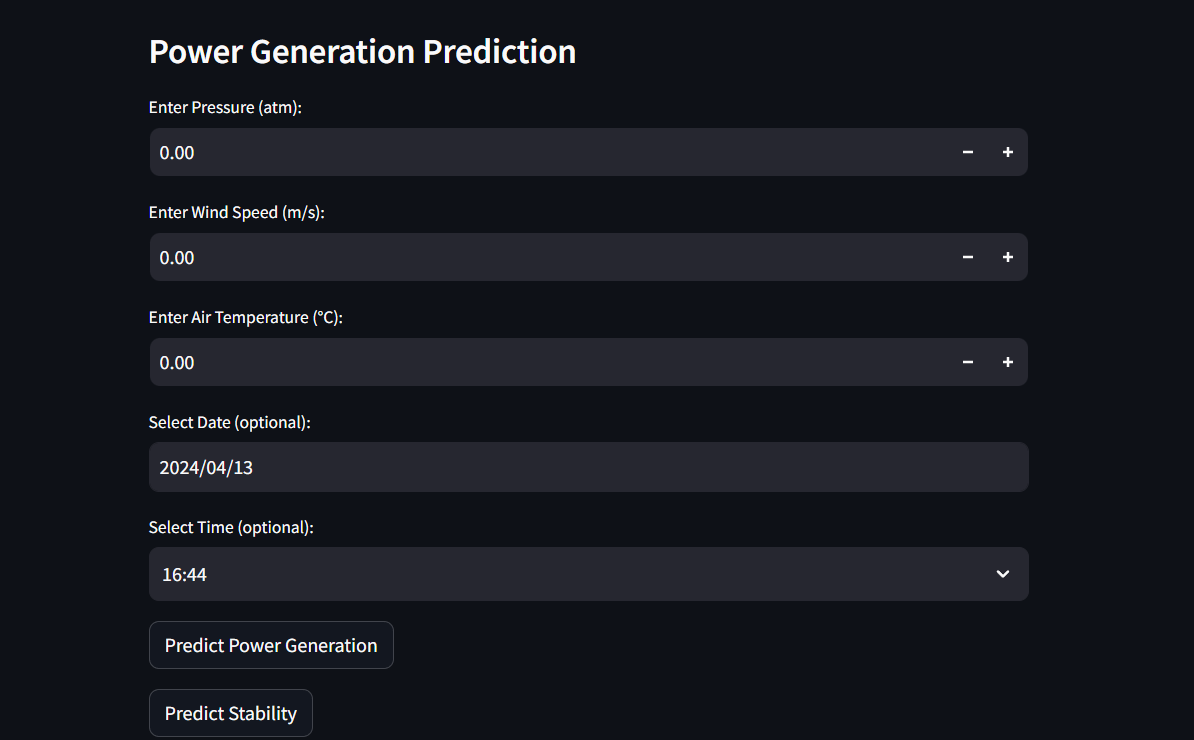 Power Generation Prediction
Enter Pressure (atm):
0.00
Enter Wind Speed (m/s):
0.00
Enter Air Temperature (°C):
0.00
Select Date (optional):
2024/04/13
Select Time (optional):
16:44
Predict Power Generation
Predict Stability